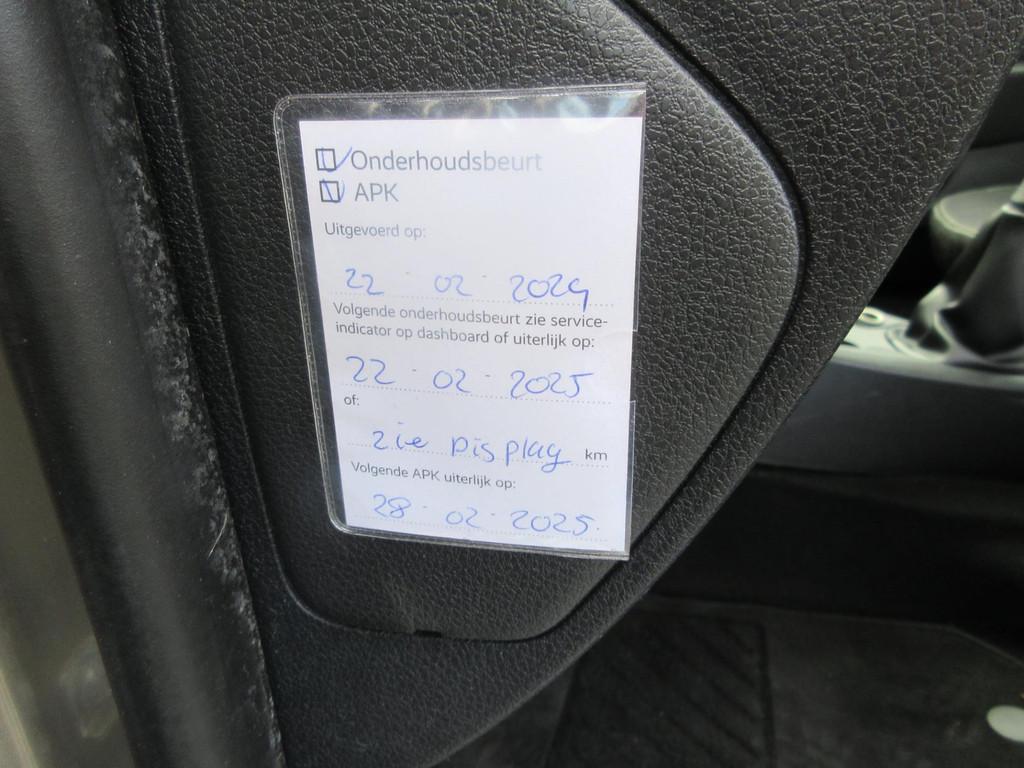 Onderhoudsbeurt
APK
Uitgevoerd op:
22 - 02 - 2024
Volgende onderhoudsbeurt zie service-
indicator op dashboard of uiterlijk op:
22 - 02 - 2025
of:
zie Display km
Volgende APK uiterlijk op:
28 - 02 - 2025